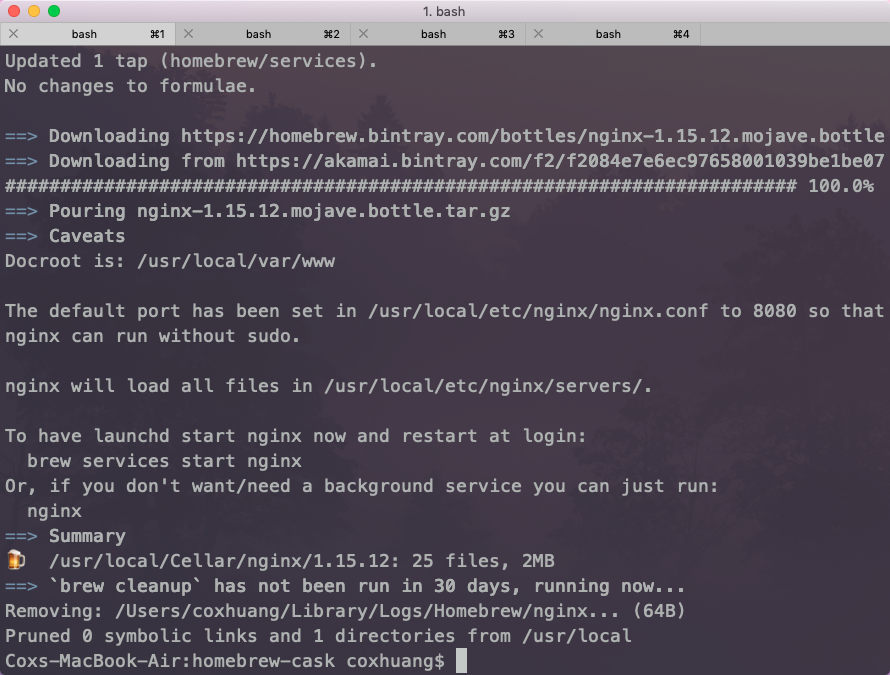 1. bash
bash ⌘1 bash ⌘2 bash ⌘3 bash ⌘4
Updated 1 tap (homebrew/services).
No changes to formulae.
==> Downloading https://homebrew.bintray.com/bottles/nginx-1.15.12.mojave.bottle
==> Downloading from https://akamai.bintray.com/f2/f2084e7e6ec97658001039be1be07
######################################################################## 100.0%
==> Pouring nginx-1.15.12.mojave.bottle.tar.gz
==> Caveats
Docroot is: /usr/local/var/www
The default port has been set in /usr/local/etc/nginx/nginx.conf to 8080 so that
nginx can run without sudo.
nginx will load all files in /usr/local/etc/nginx/servers/.
To have launchd start nginx now and restart at login:
  brew services start nginx
Or, if you don't want/need a background service you can just run:
  nginx
==> Summary
🍺  /usr/local/Cellar/nginx/1.15.12: 25 files, 2MB
==> `brew cleanup` has not been run in 30 days, running now...
Removing: /Users/coxhuang/Library/Logs/Homebrew/nginx... (64B)
Pruned 0 symbolic links and 1 directories from /usr/local
Coxs-MacBook-Air:homebrew-cask coxhuang$